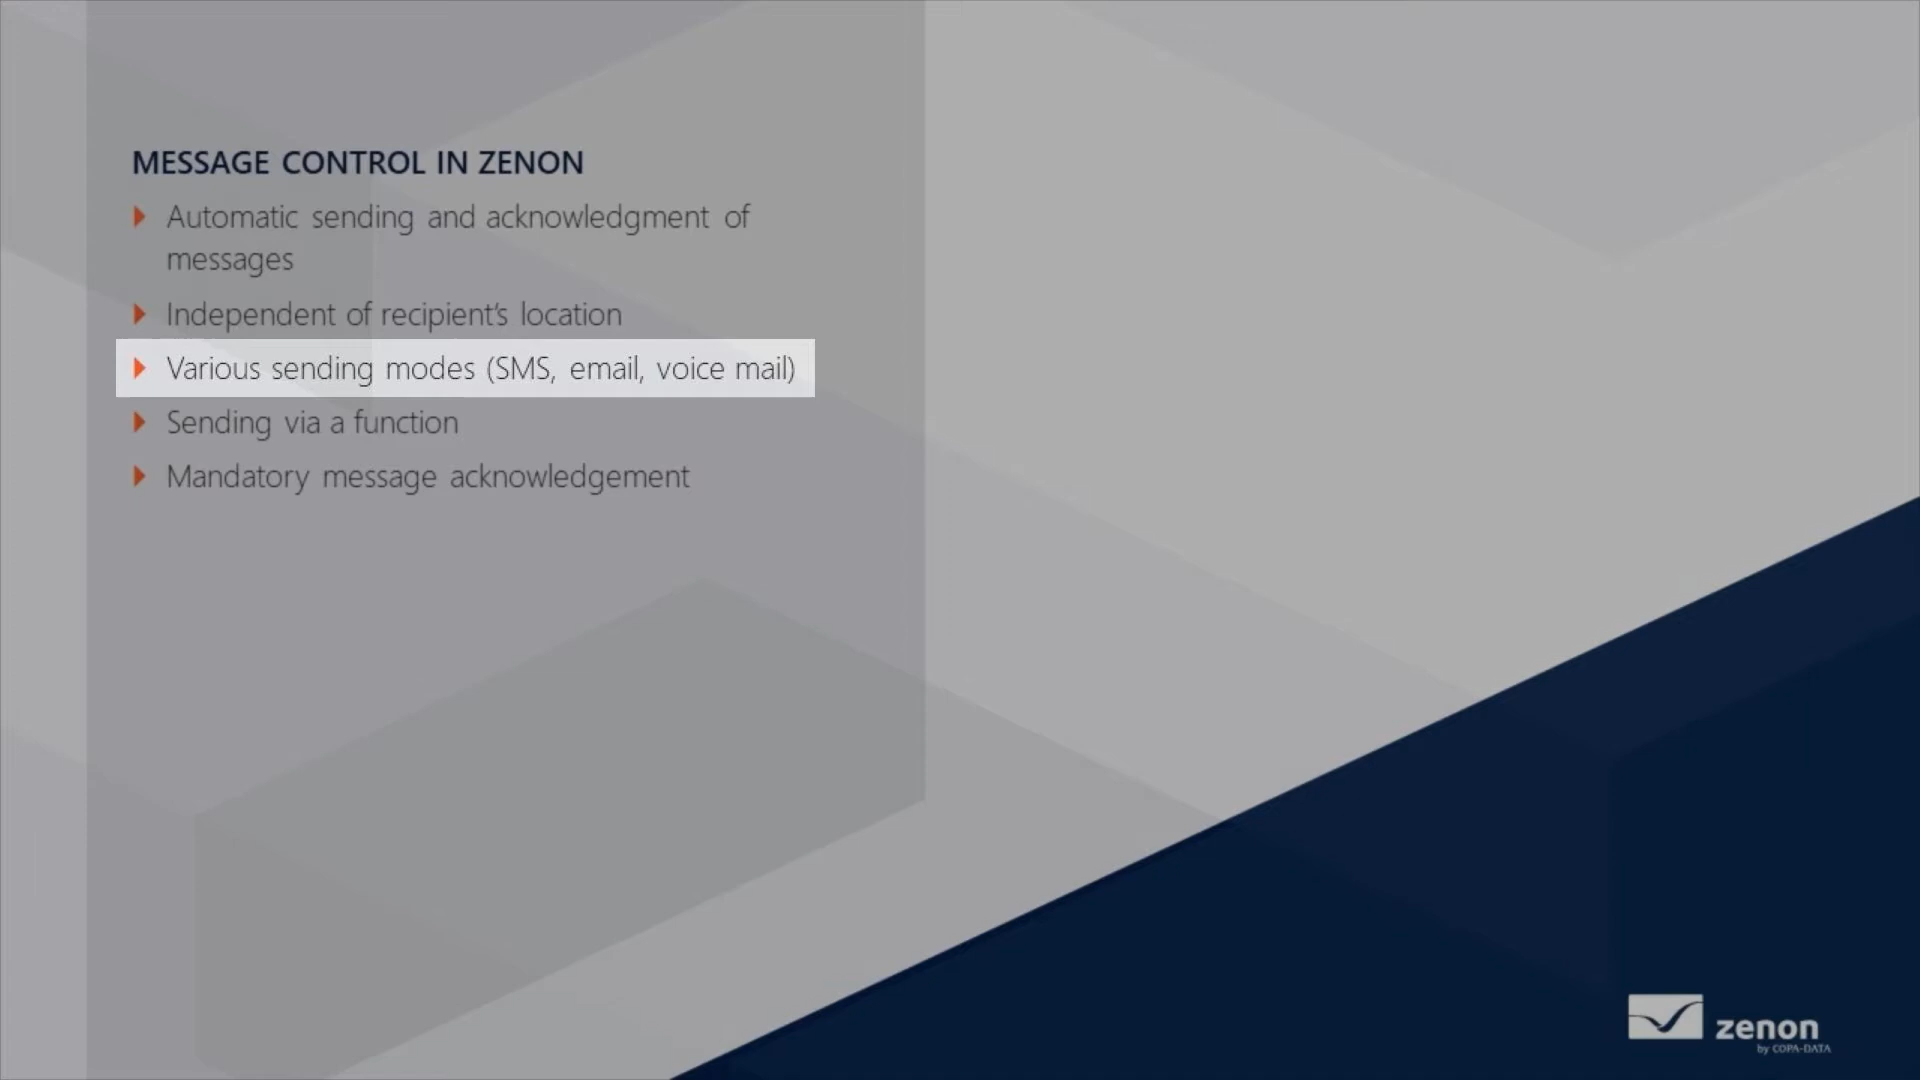 MESSAGE CONTROL IN ZENON
Automatic sending and acknowledgment of
messages
Independent of recipient's location
Various sending modes (SMS, email, voice mail)
Sending via a function
Mandatory message acknowledgement
zenon
by COPA-DATA